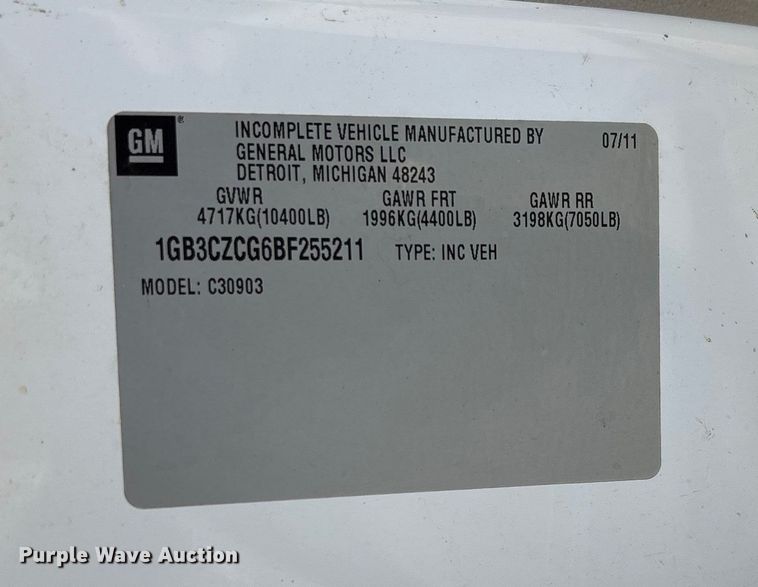 GM®
INCOMPLETE VEHICLE MANUFACTURED BY 07/11
GENERAL MOTORS LLC
DETROIT, MICHIGAN 48243
GVWR GAWR FRT GAWR RR
4717KG(10400LB) 1996KG(4400LB) 3198KG(7050LB)
1GB3CZCG6BF255211 TYPE: INC VEH
MODEL: C30903
Purple Wave Auction